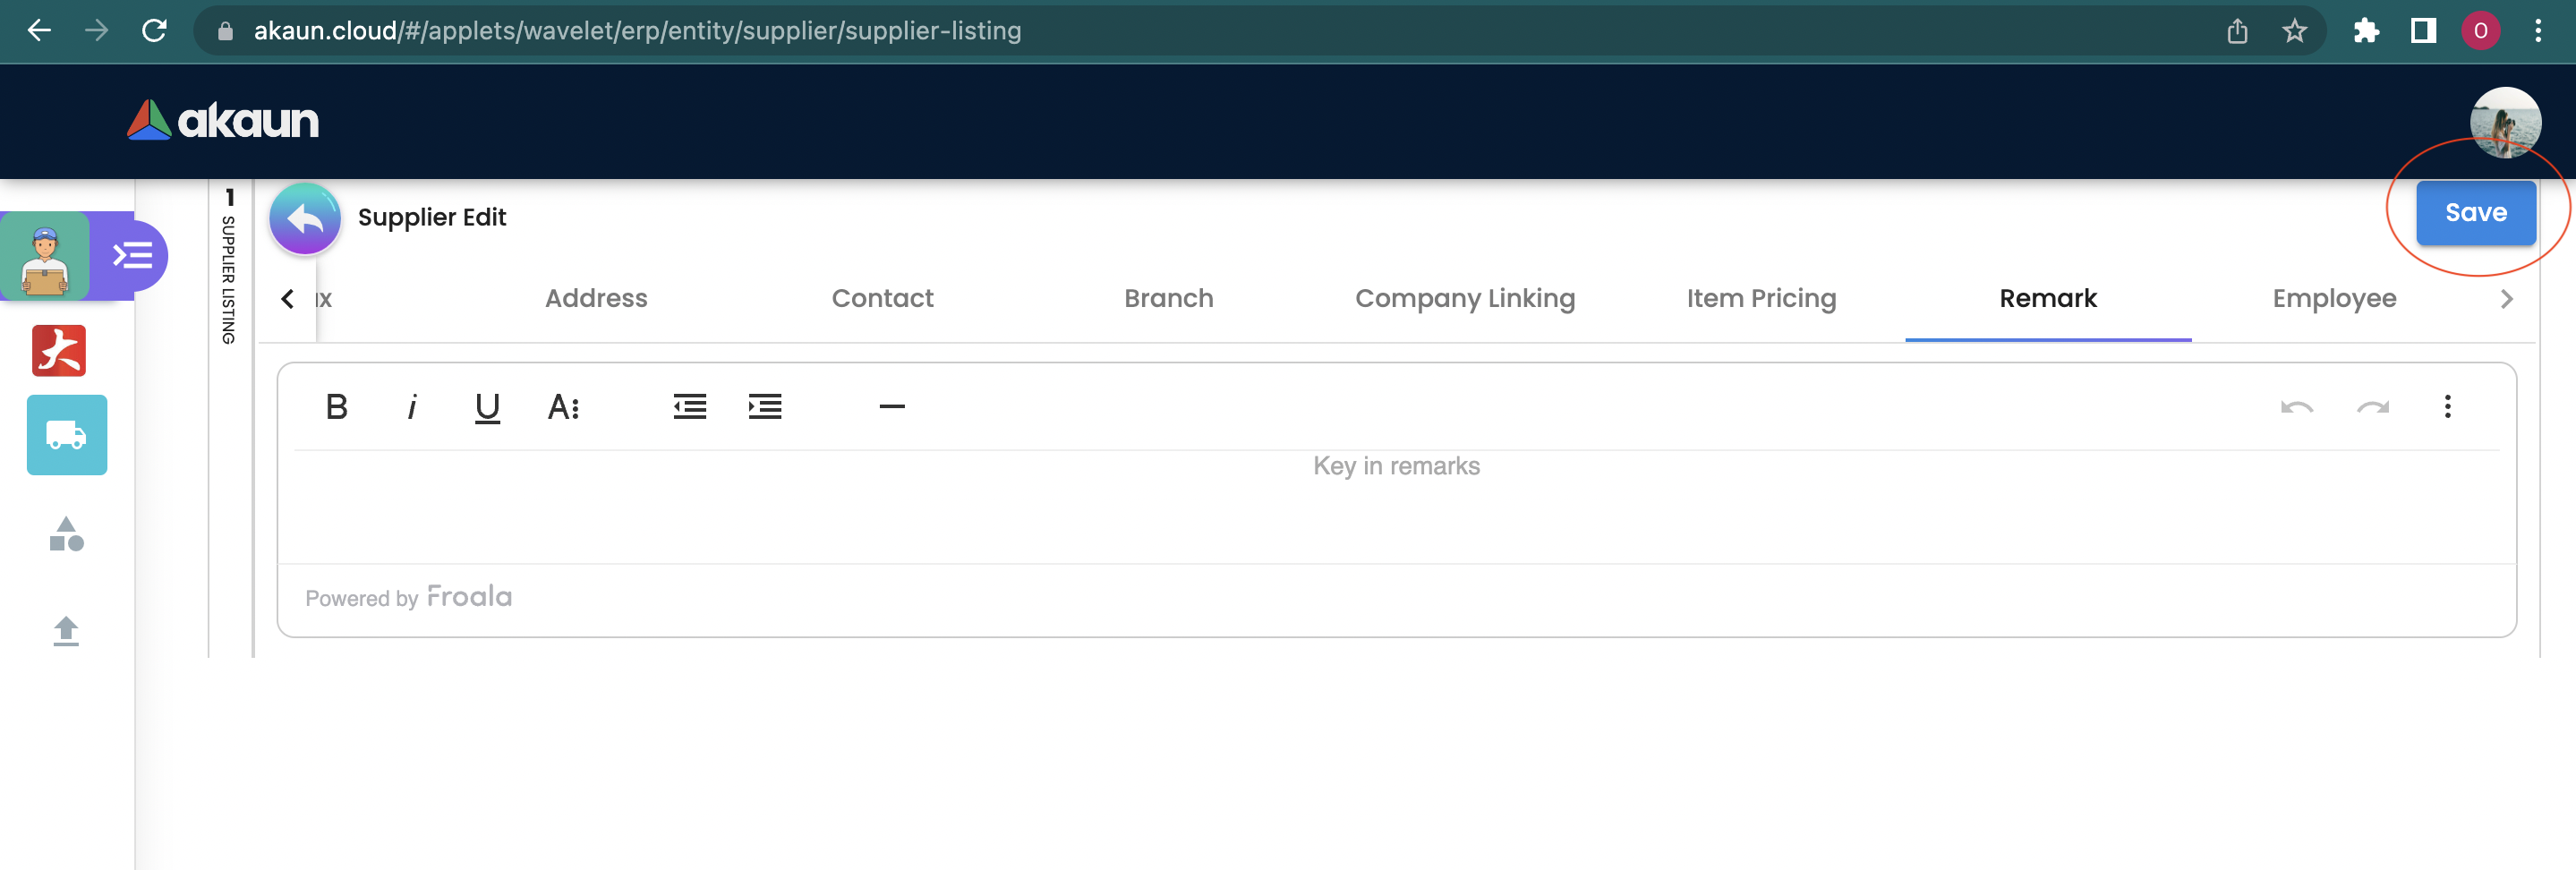 akaun.cloud/#/applets/wavelet/erp/entity/supplier/supplier-listing
O
akaun
1
SUPPLIER LISTING
Supplier Edit
Save
Address Contact Branch Company Linking Item Pricing Remark Employee
B i U A
Key in remarks
Powered by Froala